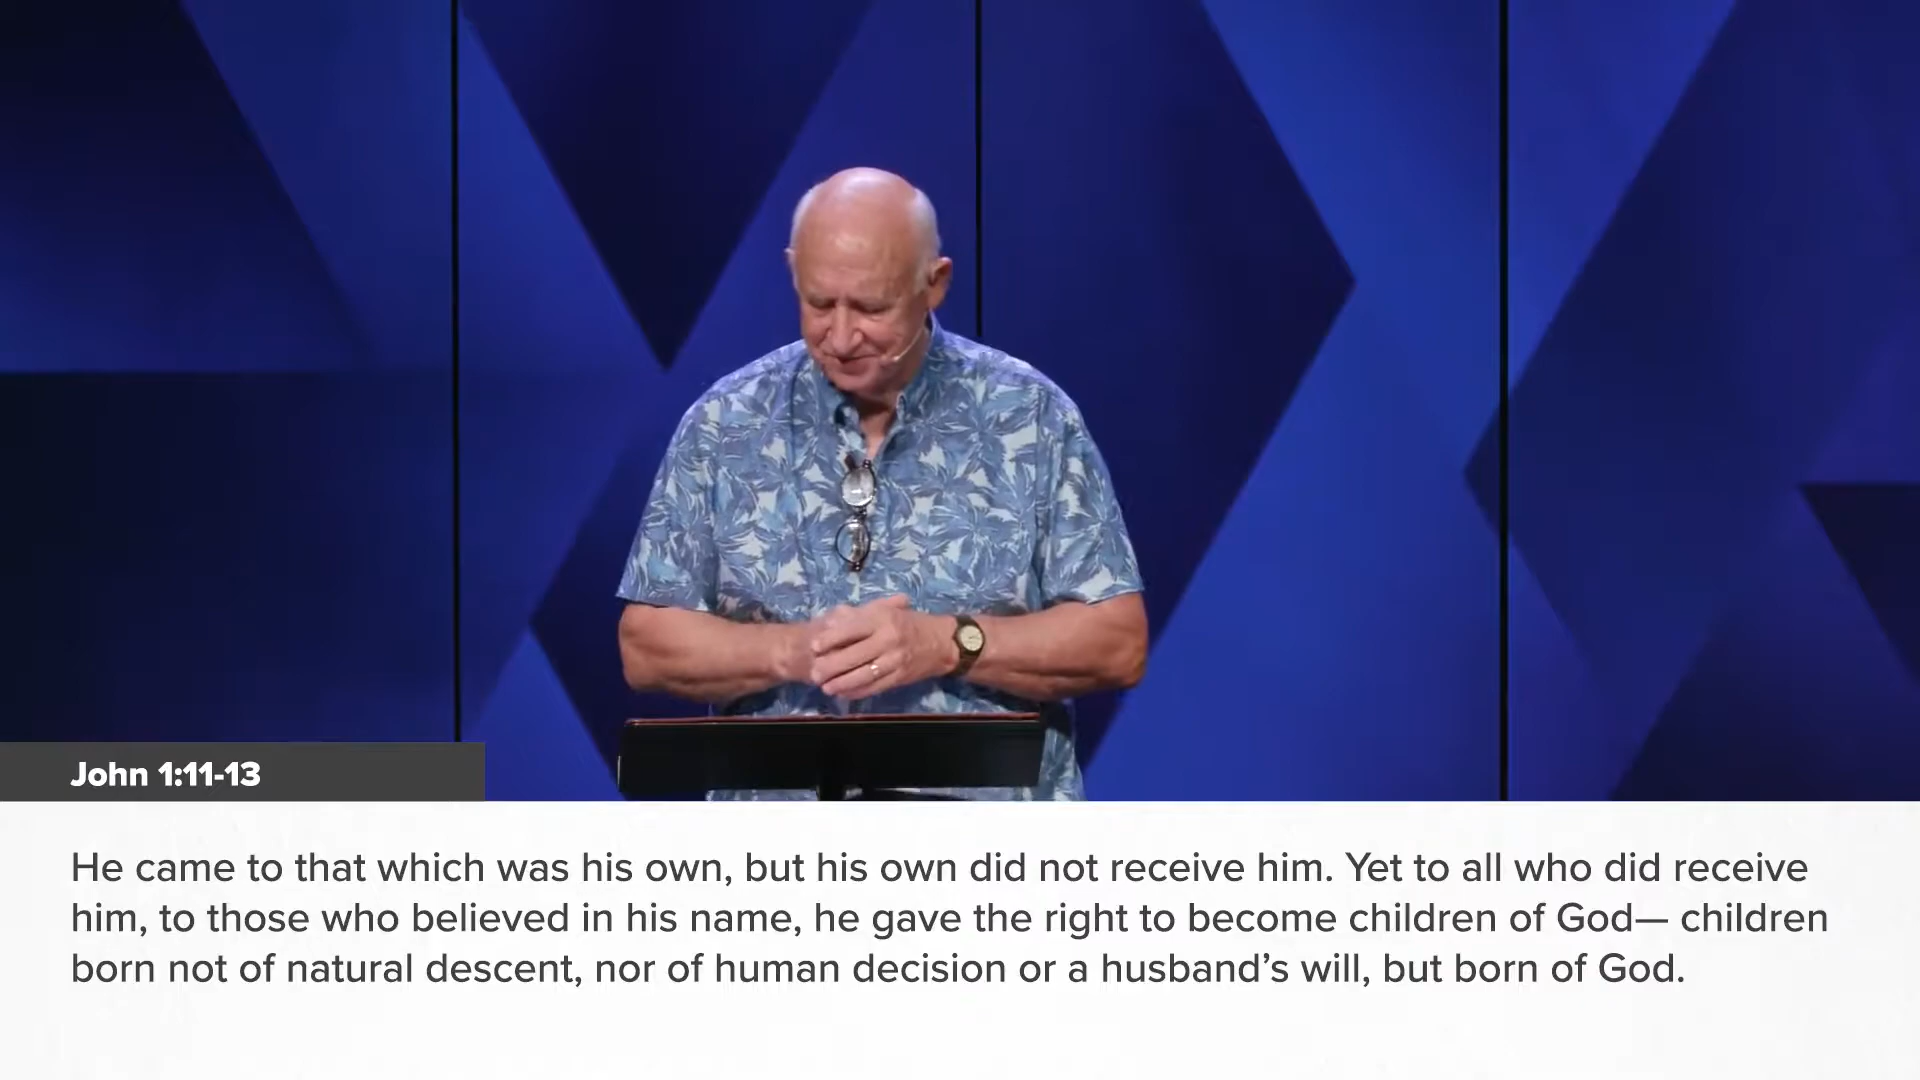 John 1:11-13
He came to that which was his own, but his own did not receive him. Yet to all who did receive
him, to those who believed in his name, he gave the right to become children of God— children
born not of natural descent, nor of human decision or a husband’s will, but born of God.